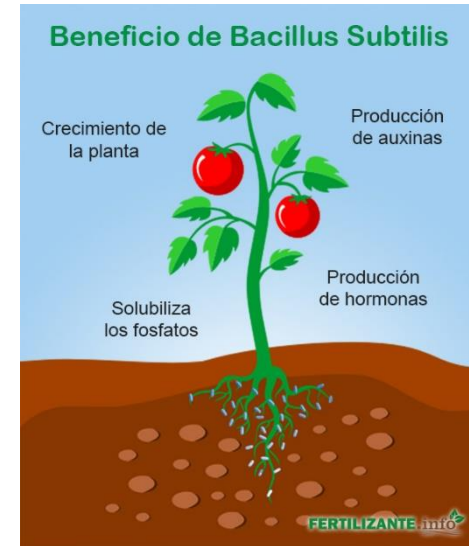 Beneficio de Bacillus Subtilis
Crecimiento de
la planta
Producción
de auxinas
Solubiliza
los fosfatos
Producción
de hormonas
FERTILIZANTE.info